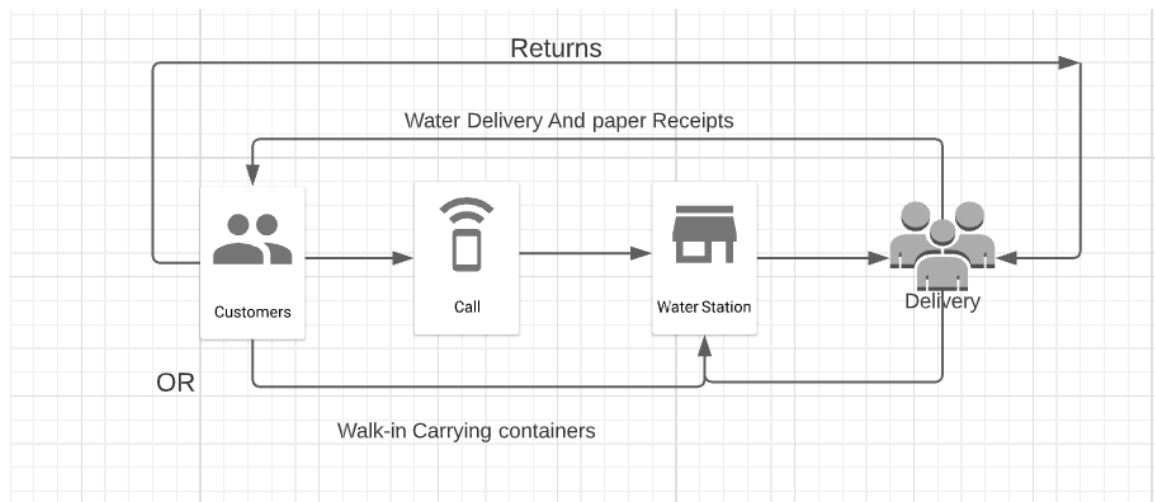 Returns
Water Delivery And paper Receipts
Customers
Call
Water Station
Delivery
OR
Walk-in Carrying containers